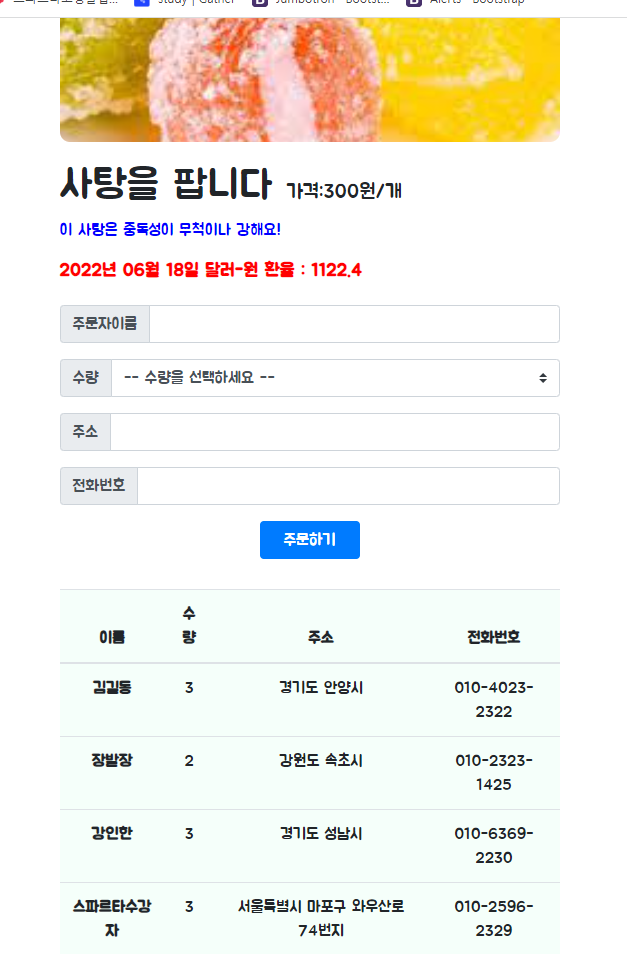 study | Gather
Jumbotron · Bootst...
Alerts · Bootstrap
사탕을 팝니다 가격:300원/개
이 사탕은 중독성이 무척이나 강해요!
2022년 06월 18일 달러-원 환율 : 1122.4
주문자이름
수량 -- 수량을 선택하세요 --
주소
전화번호
주문하기
수
이름 량 주소 전화번호
김길동 3 경기도 안양시 010-4023-
2322
장발장 2 강원도 속초시 010-2323-
1425
강인한 3 경기도 성남시 010-6369-
2230
스파르타수강 3 서울특별시 마포구 와우산로 010-2596-
자 74번지 2329